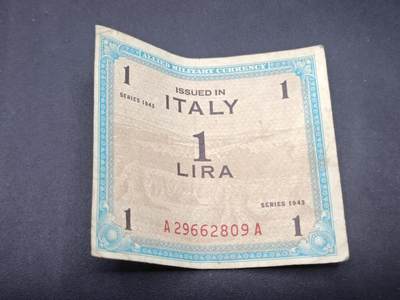 ALLIED MILITARY CURRENCY
1 1
ISSUED IN
SERIES 1943
ITALY
1
LIRA
SERIES 1943
1 1
A 29662809 A